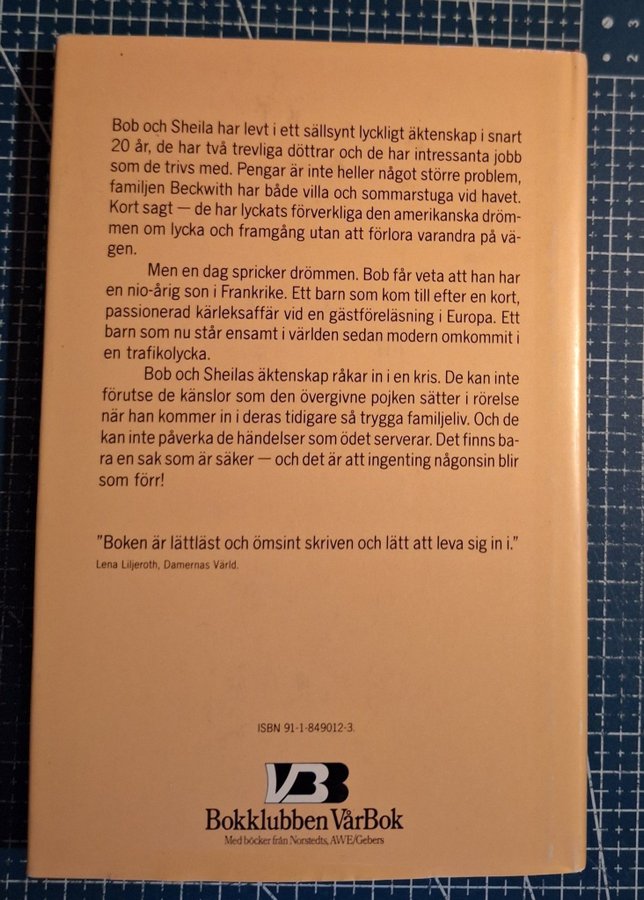 Bob och Sheila har levt i ett sällsynt lyckligt äktenskap i snart
20 år, de har två trevliga döttrar och de har intressanta jobb
som de trivs med. Pengar är inte heller något större problem,
familjen Beckwith har både villa och sommarstuga vid havet.
Kort sagt — de har lyckats förverkliga den amerikanska dröm-
men om lycka och framgång utan att förlora varandra på vä-
gen.
Men en dag spricker drömmen. Bob får veta att han har
en nio-årig son i Frankrike. Ett barn som kom till efter en kort,
passionerad kärleksaffär vid en gästföreläsning i Europa. Ett
barn som nu står ensamt i världen sedan modern omkommit i
en trafikolycka.
Bob och Sheilas äktenskap råkar in i en kris. De kan inte
förutse de känslor som den övergivne pojken sätter i rörelse
när han kommer in i deras tidigare så trygga familjeliv. Och de
kan inte påverka de händelser som ödet serverar. Det finns ba-
ra en sak som är säker — och det är att ingenting någonsin blir
som förr!
"Boken är lättläst och ömsint skriven och lätt att leva sig in i."
Lena Liljeroth, Damernas Värld.
ISBN 91-1-849012-3.
VBB
Bokklubben VårBok
Med böcker från Norstedts, AWE/Gebers
2
3